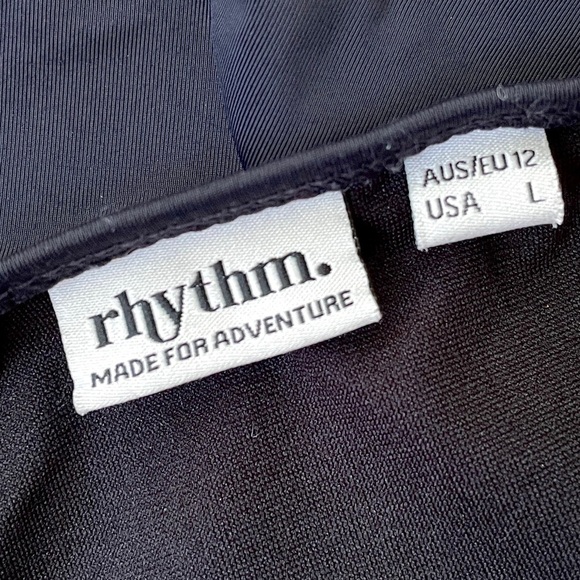 rhythm.
MADE FOR ADVENTURE
AUS/EU 12
USA L